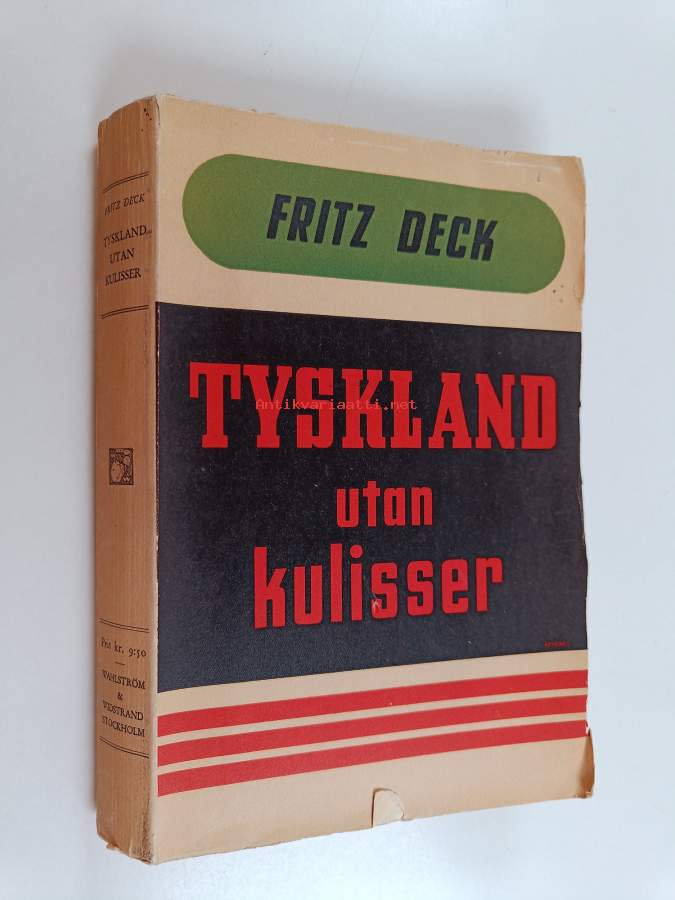 FRITZ DECK
TYSKLAND
utan
kulisser
FRITZ DECK
TYSKLAND
UTAN
KULISSER
Pris kr. 9:50
WAHLSTRÖM
&
WIDSTRAND
STOCKHOLM
Antikvariaatti.net